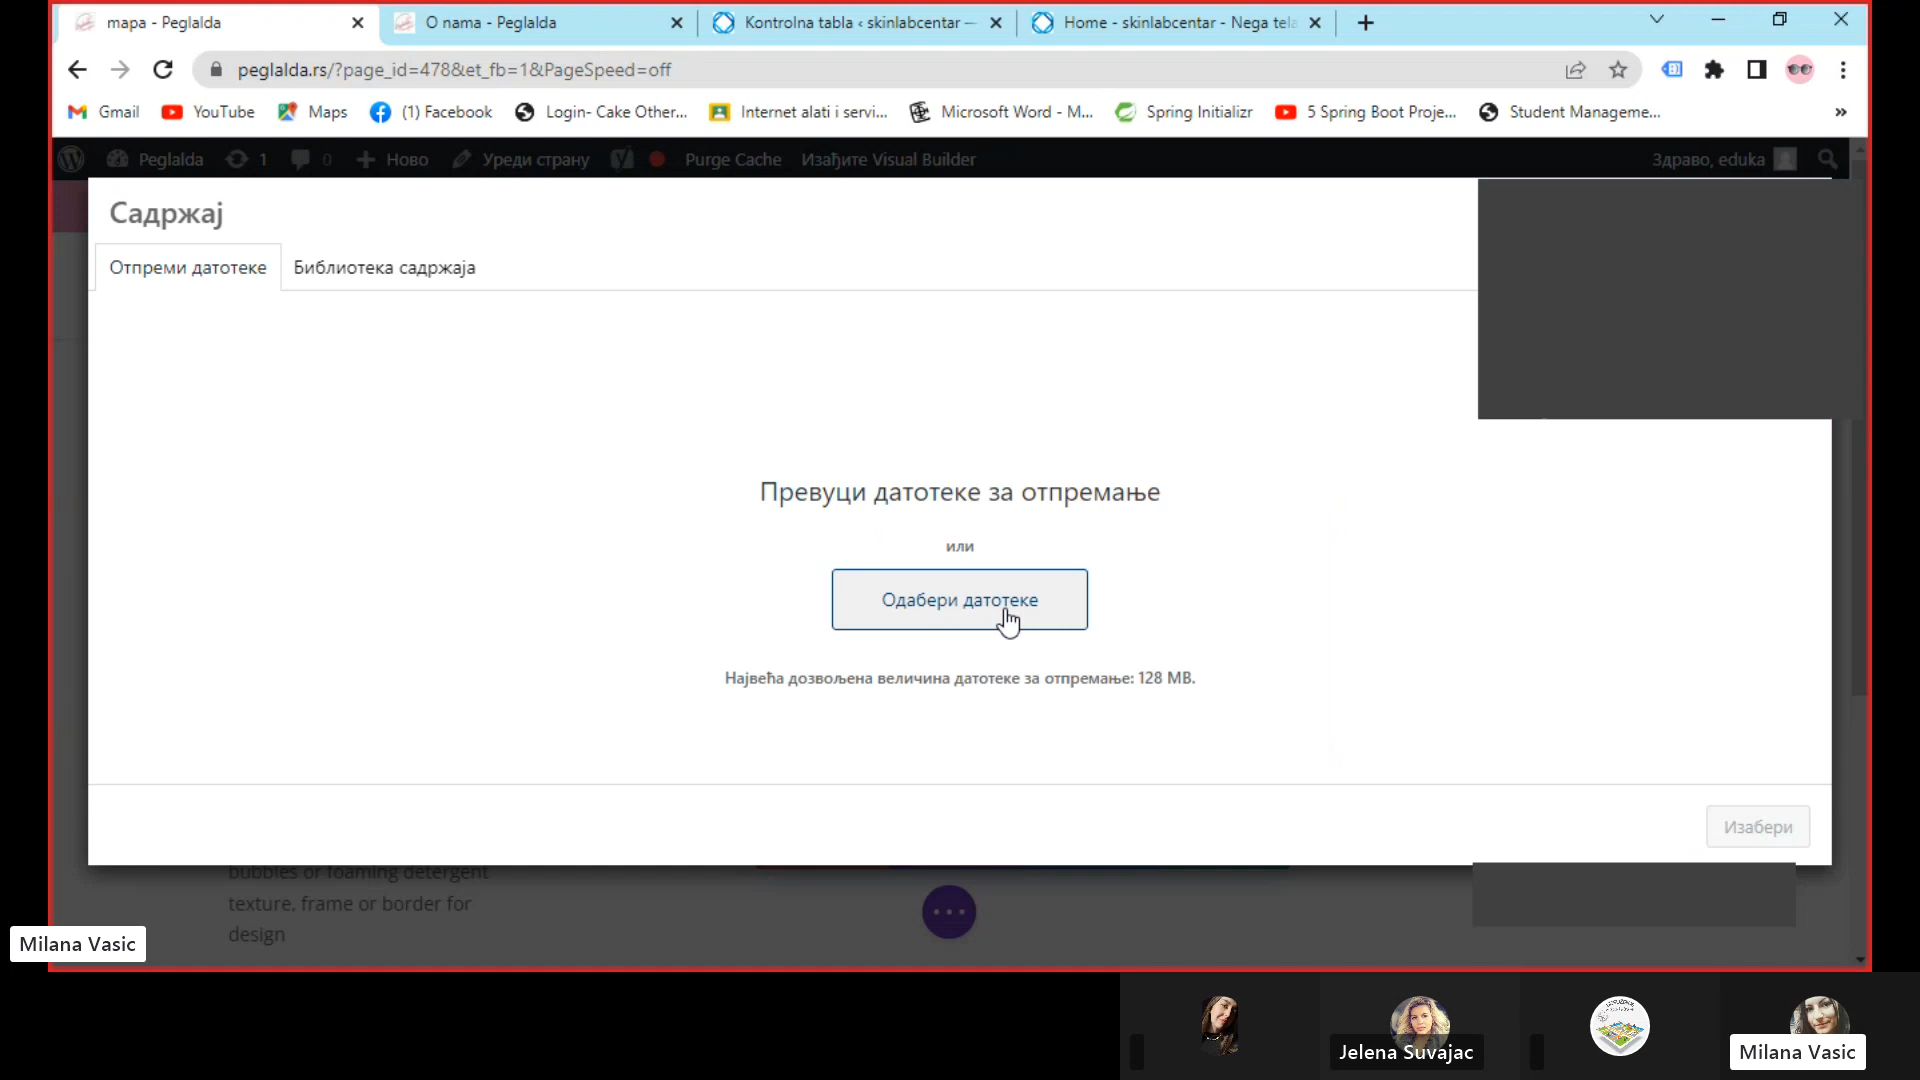 mapa - Peglalda
O nama - Peglalda
Kontrolna tabla ‹ skinlabcentar —
Home - skinlabcentar - Nega tela
peglalda.rs/?page_id=478&et_fb=1&PageSpeed=off
Gmail
YouTube
Maps
(1) Facebook
Login- Cake Other...
Internet alati i servi...
Microsoft Word - M...
Spring Initializr
5 Spring Boot Proje...
Student Manageme...
»
Peglalda
1
0
Ново
Уреди страну
Purge Cache
Изађите Visual Builder
Здраво, eduka
Садржај
Отпреми датотеке
Библиотека садржаја
Превуци датотеке за отпремање
или
Одабери датотеке
Највећа дозвољена величина датотеке за отпремање: 128 MB.
Изабери
bubbles or foaming detergent
texture, frame or border for
design
Milana Vasic
Jelena Suvajac
Milana Vasic